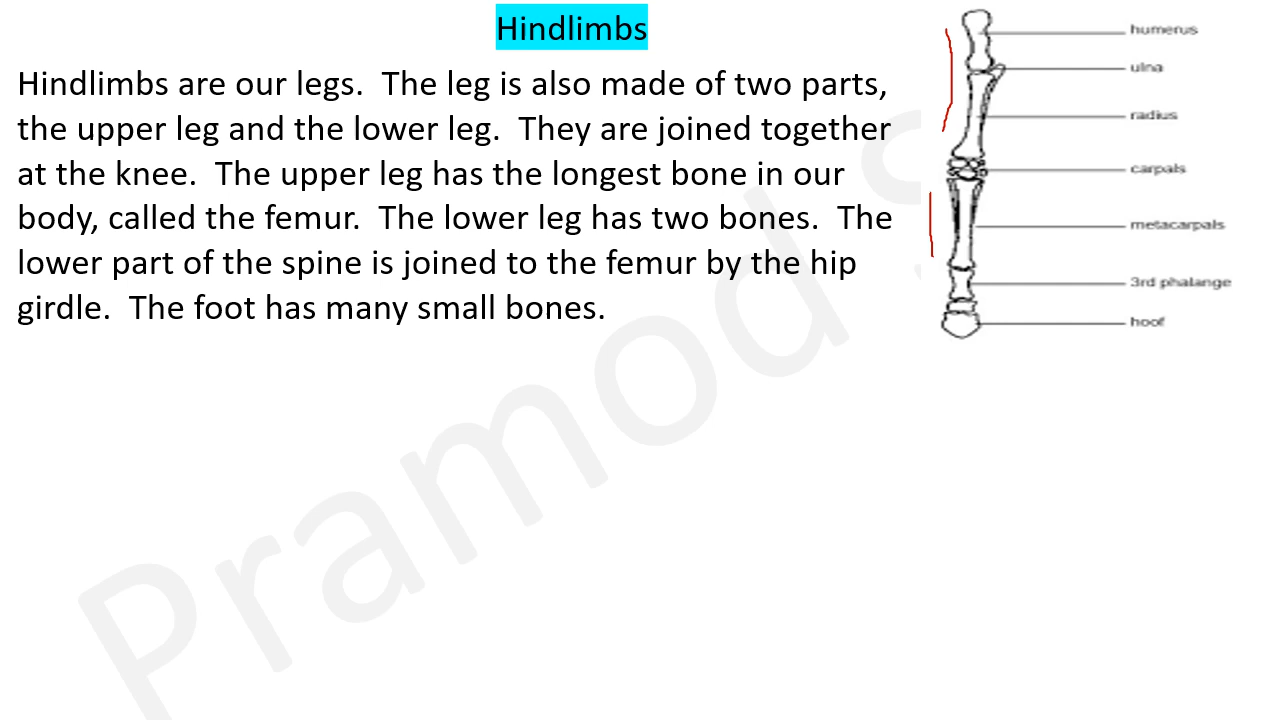 Hindlimbs
Hindlimbs are our legs.  The leg is also made of two parts,
the upper leg and the lower leg.  They are joined together
at the knee.  The upper leg has the longest bone in our
body, called the femur.  The lower leg has two bones.  The
lower part of the spine is joined to the femur by the hip
girdle.  The foot has many small bones.
humerus
ulna
radius
carpals
metacarpals
3rd phalange
hoof
Pramod S